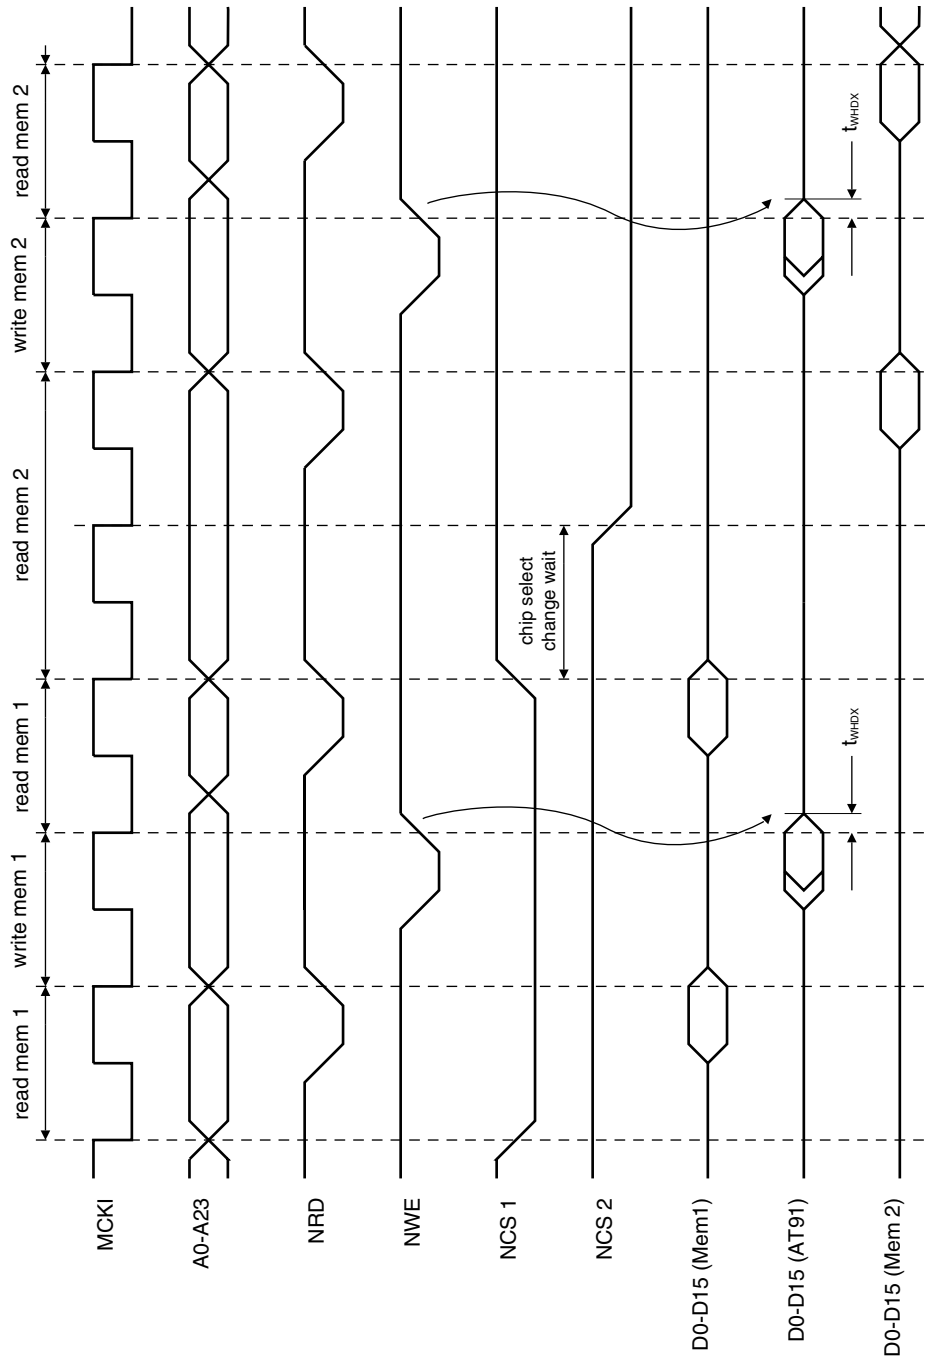 read mem 1
write mem 1
read mem 1
read mem 2
write mem 2
read mem 2
MCKI
A0-A23
NRD
NWE
NCS 1
chip select
change wait
NCS 2
D0-D15 (Mem1)
D0-D15 (AT91)
tWHDX
tWHDX
D0-D15 (Mem 2)